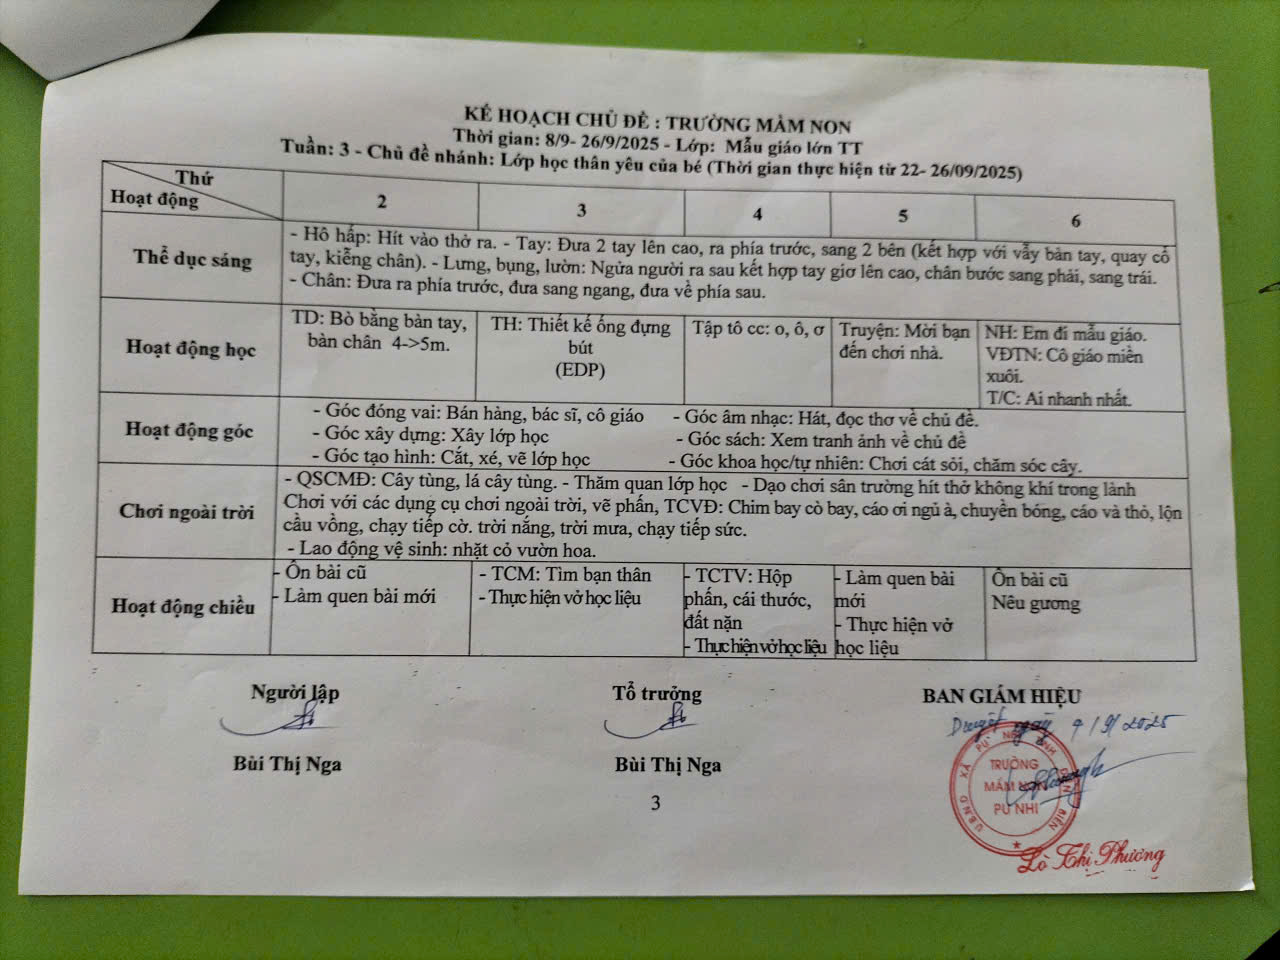 KẾ HOẠCH CHỦ ĐỀ : TRƯỜNG MẦM NON
Thời gian: 8/9- 26/9/2025 - Lớp: Mẫu giáo lớn TT
Tuần: 3 - Chủ đề nhánh: Lớp học thân yêu của bé (Thời gian thực hiện từ 22- 26/09/2025)
Thứ
Hoạt động
2
3
4
5
6
Thể dục sáng
- Hô hấp: Hít vào thở ra. - Tay: Đưa 2 tay lên cao, ra phía trước, sang 2 bên (kết hợp với vẫy bàn tay, quay cổ
tay, kiễng chân). - Lưng, bụng, lườn: Ngửa người ra sau kết hợp tay giơ lên cao, chân bước sang phải, sang trái.
- Chân: Đưa ra phía trước, đưa sang ngang, đưa về phía sau.
Hoạt động học
TD: Bò bằng bàn tay,
bàn chân 4->5m.
TH: Thiết kế ống đựng
bút
(EDP)
Tập tô cc: o, ô, ơ
Truyện: Mời bạn
đến chơi nhà.
NH: Em đi mẫu giáo.
VĐTN: Cô giáo miền
xuôi.
T/C: Ai nhanh nhất.
Hoạt động góc
- Góc đóng vai: Bán hàng, bác sĩ, cô giáo - Góc âm nhạc: Hát, đọc thơ về chủ đề.
- Góc xây dựng: Xây lớp học - Góc sách: Xem tranh ảnh về chủ đề
- Góc tạo hình: Cắt, xé, vẽ lớp học - Góc khoa học/tự nhiên: Chơi cát sỏi, chăm sóc cây.
Chơi ngoài trời
- QSCMĐ: Cây tùng, lá cây tùng. - Thăm quan lớp học - Dạo chơi sân trường hít thở không khí trong lành
Chơi với các dụng cụ chơi ngoài trời, vẽ phấn, TCVĐ: Chim bay cò bay, cáo ơi ngủ à, chuyền bóng, cáo và thỏ, lộn
cầu vồng, chạy tiếp cờ. trời nắng, trời mưa, chạy tiếp sức.
- Lao động vệ sinh: nhặt cỏ vườn hoa.
Hoạt động chiều
- Ôn bài cũ
- Làm quen bài mới
- TCM: Tìm bạn thân
- Thực hiện vở học liệu
- TCTV: Hộp
phấn, cái thước,
đất nặn
- Thực hiện vở học liệu
- Làm quen bài
mới
- Thực hiện vở
học liệu
Ôn bài cũ
Nêu gương
Người lập
Tổ trưởng
BAN GIÁM HIỆU
Duyệt ngày 9/9/2025
TRƯỜNG
MẦM NON
PU NHI
Bùi Thị Nga
Bùi Thị Nga
Lò Thị Phương
3